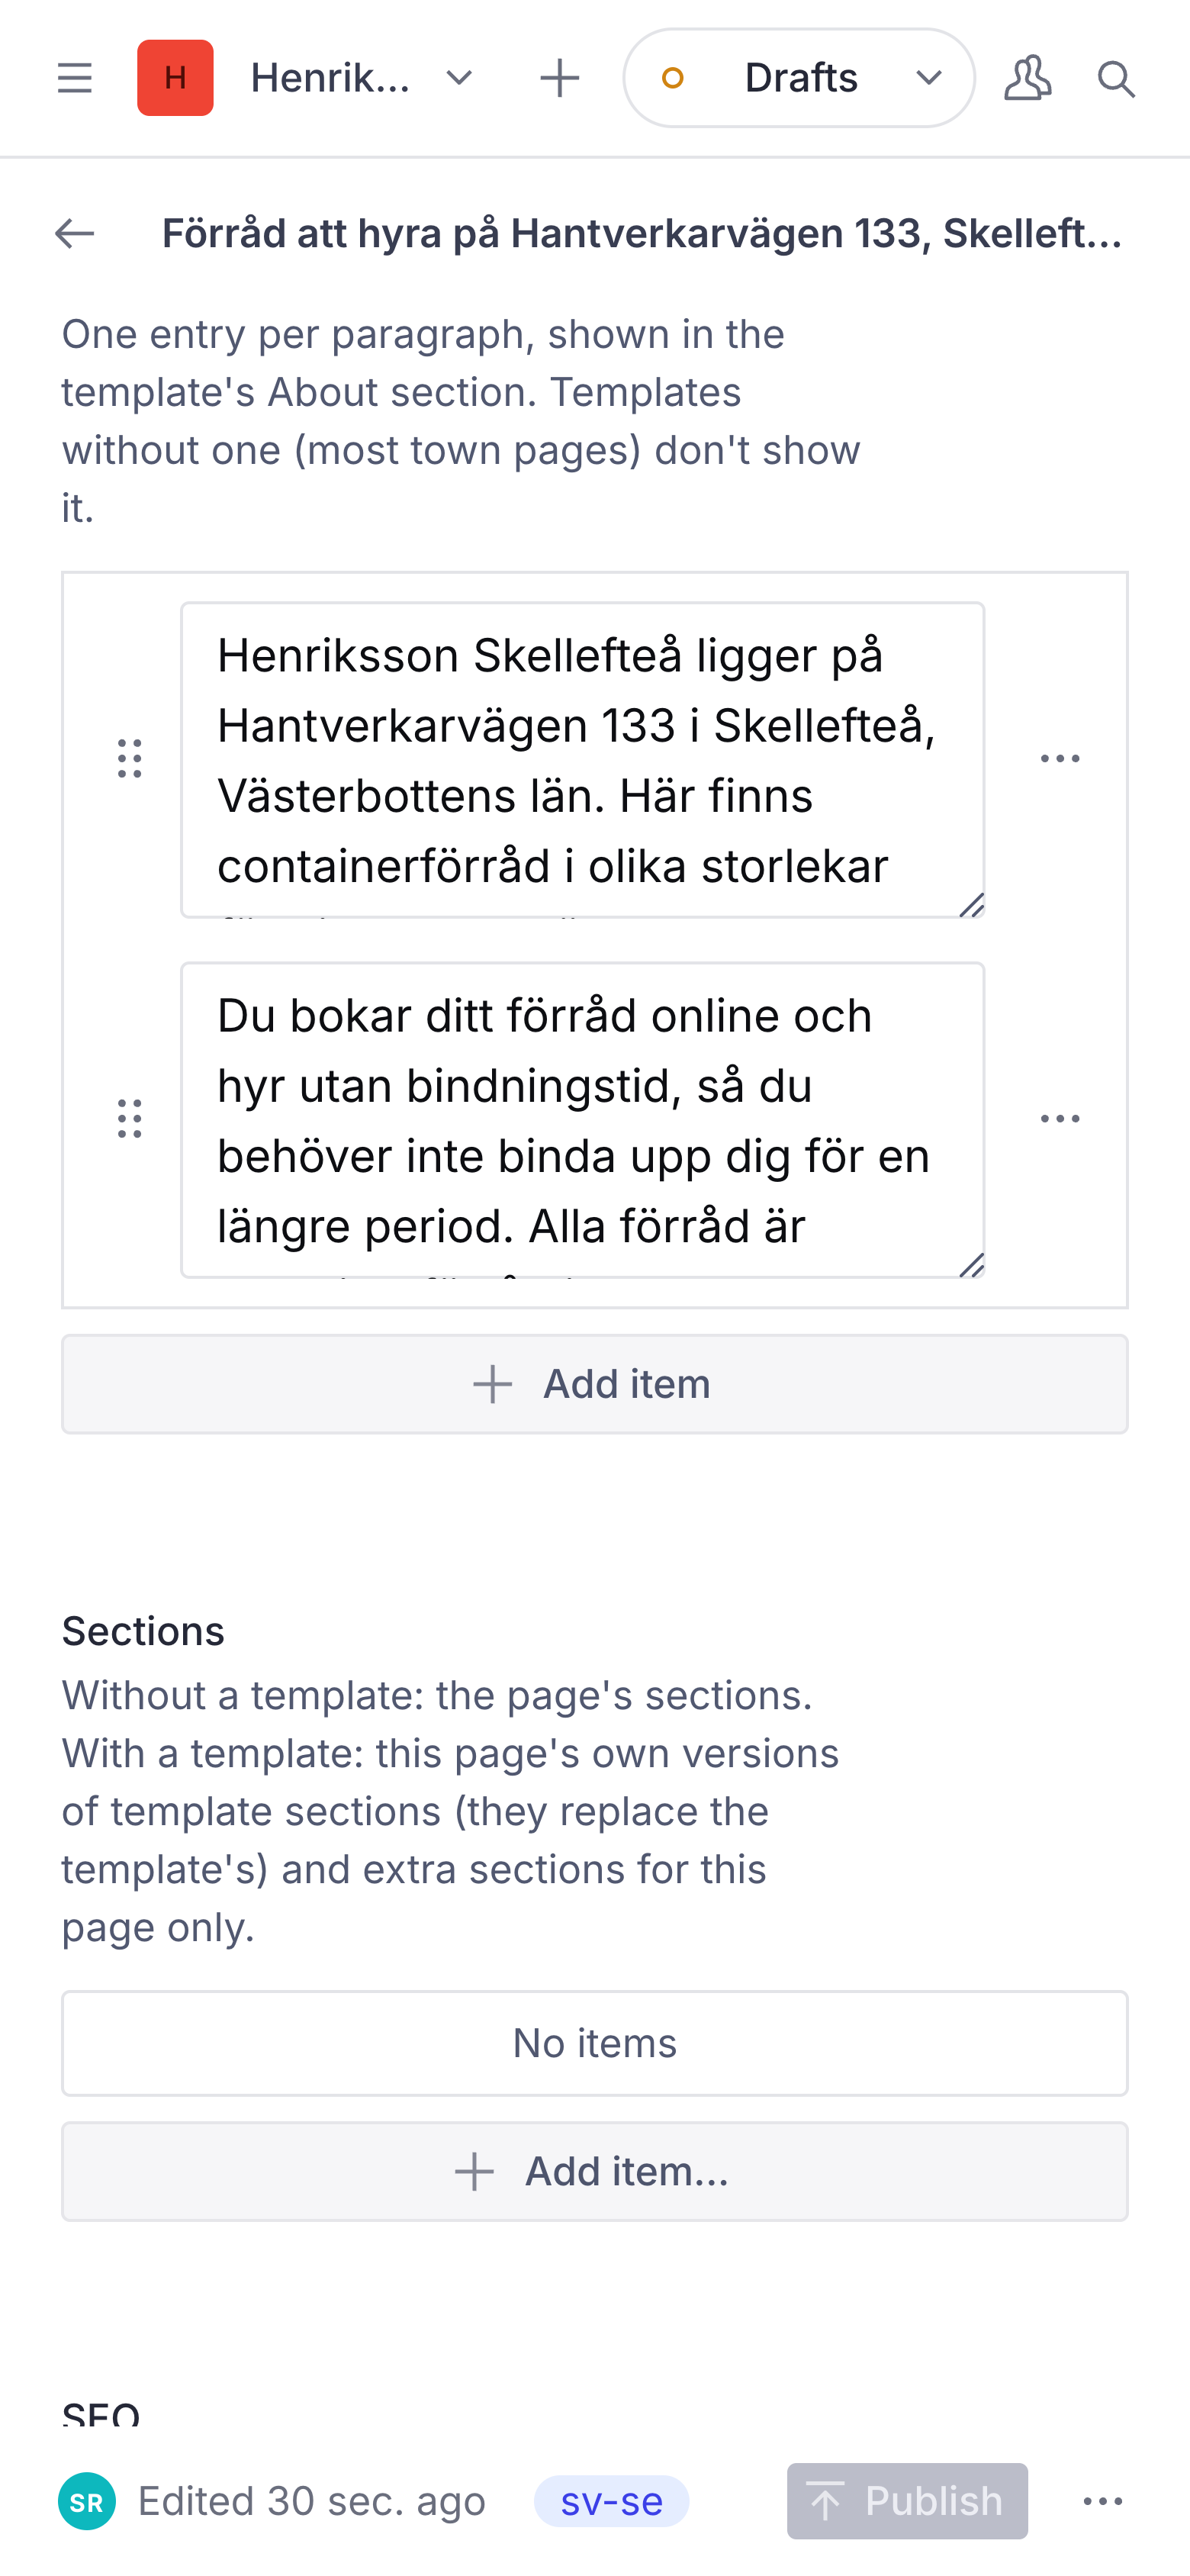 H Henrik... Drafts
Förråd att hyra på Hantverkarvägen 133, Skelleft...
One entry per paragraph, shown in the
template's About section. Templates
without one (most town pages) don't show
it.
Henriksson Skellefteå ligger på
Hantverkarvägen 133 i Skellefteå,
Västerbottens län. Här finns
containerförråd i olika storlekar
Du bokar ditt förråd online och
hyr utan bindningstid, så du
behöver inte binda upp dig för en
längre period. Alla förråd är
Add item
Sections
Without a template: the page's sections.
With a template: this page's own versions
of template sections (they replace the
template's) and extra sections for this
page only.
No items
Add item...
SEO
SR Edited 30 sec. ago sv-se Publish